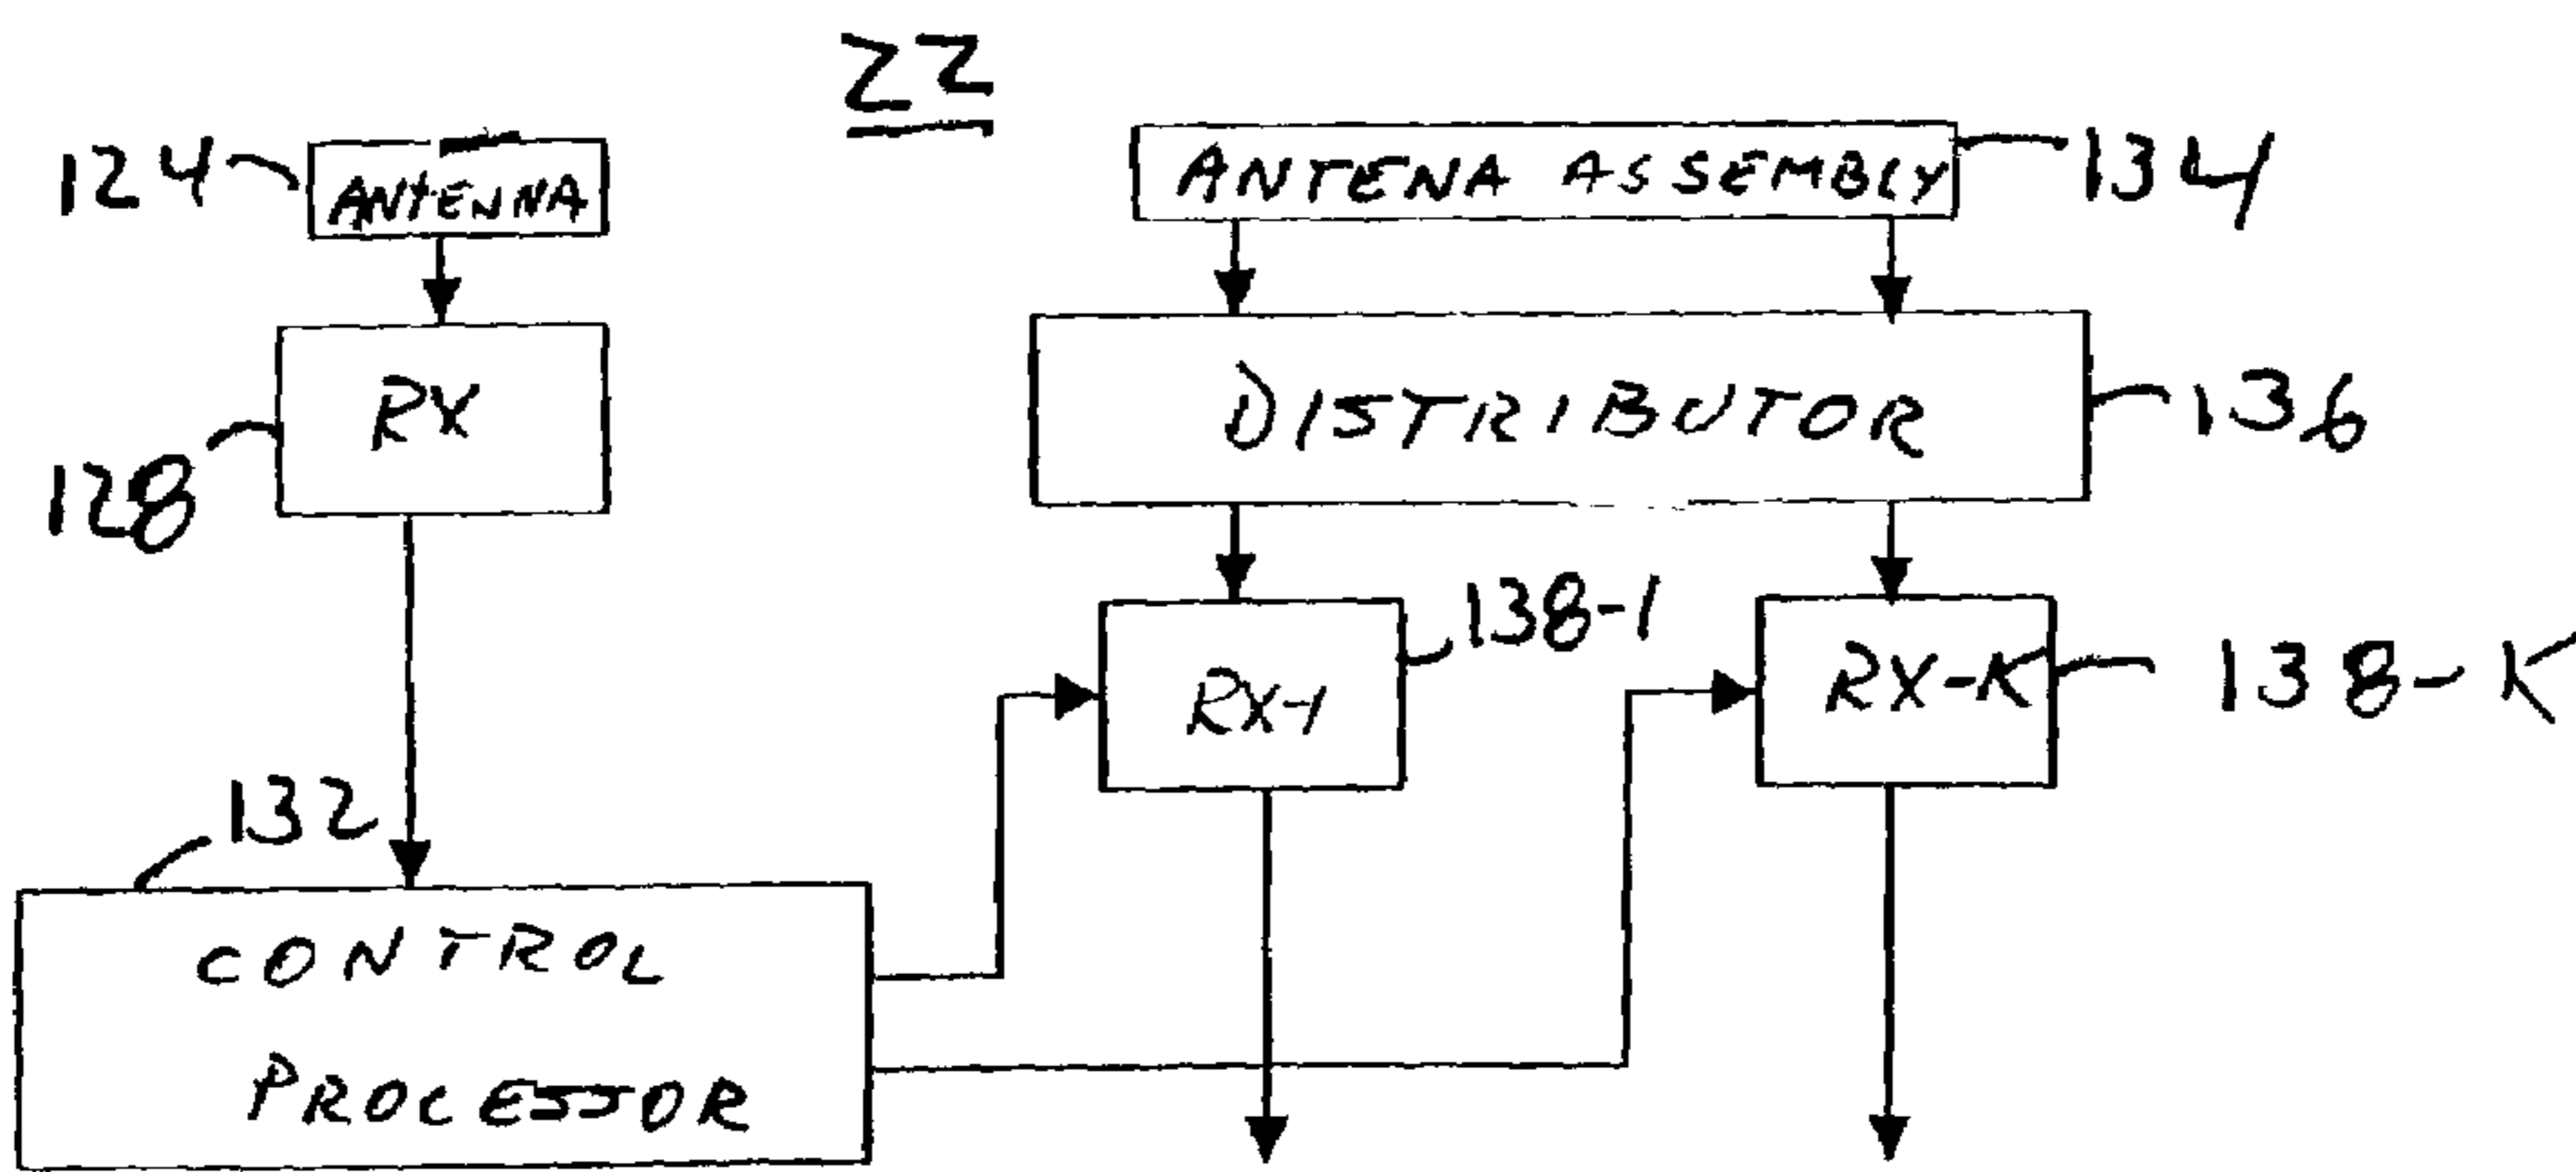 22
124
ANTENNA
ANTENA ASSEMBLY
134
RX
128
DISTRIBUTOR
136
RX-1
138-1
RX-K
138-K
132
CONTROL
PROCESSOR